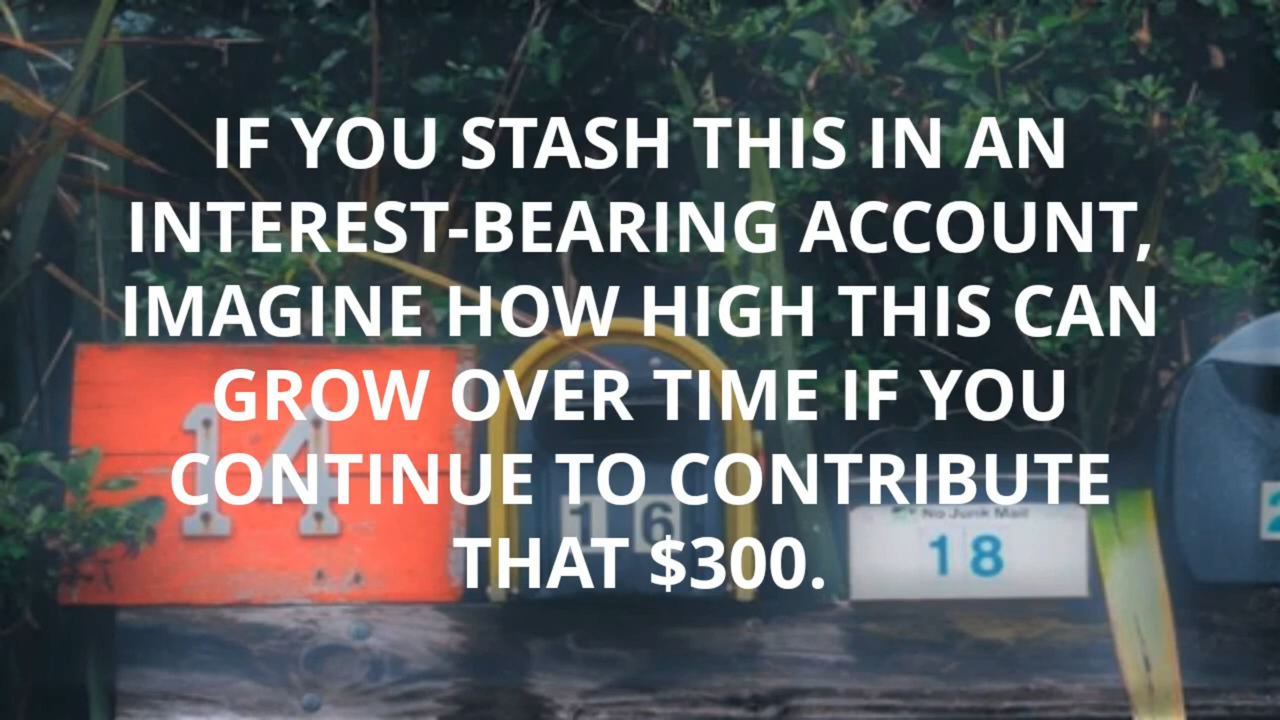 IF YOU STASH THIS IN AN
INTEREST-BEARING ACCOUNT,
IMAGINE HOW HIGH THIS CAN
GROW OVER TIME IF YOU
CONTINUE TO CONTRIBUTE
THAT $300.
14
16
No Junk Mail
18
2